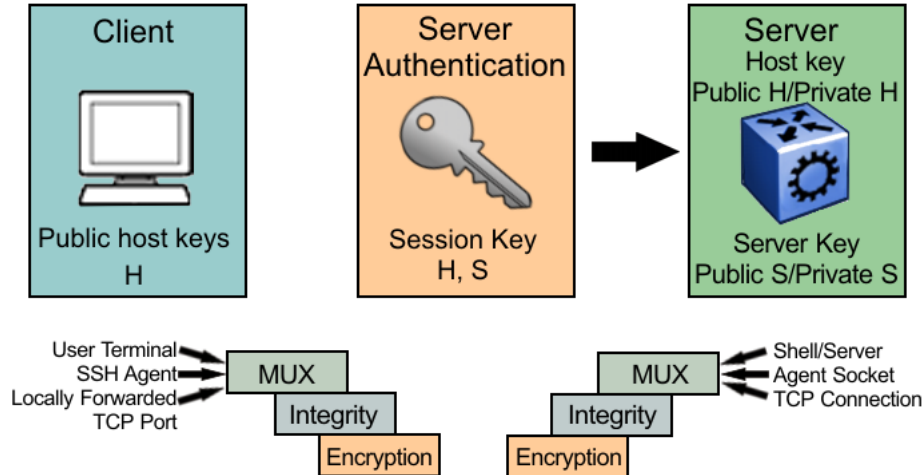 Client
Public host keys
H
Server
Authentication
Session Key
H, S
Server
Host key
Public H/Private H
Server Key
Public S/Private S
User Terminal
SSH Agent
Locally Forwarded
TCP Port
MUX
Integrity
Encryption
MUX
Integrity
Encryption
Shell/Server
Agent Socket
TCP Connection